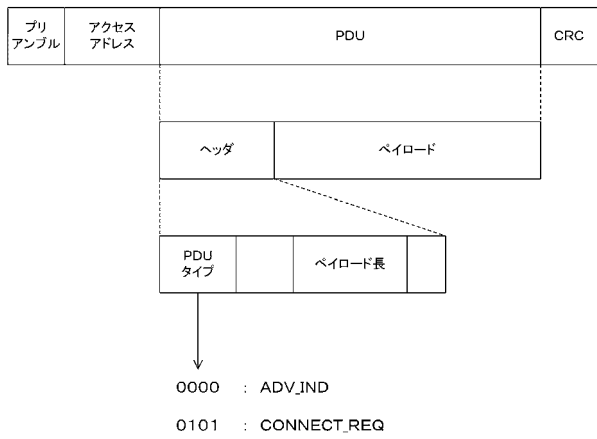 プリ
アンブル
アクセス
アドレス
PDU
CRC
ヘッダ
ペイロード
PDU
タイプ
ペイロード長
0000 : ADV_IND
0101 : CONNECT_REQ